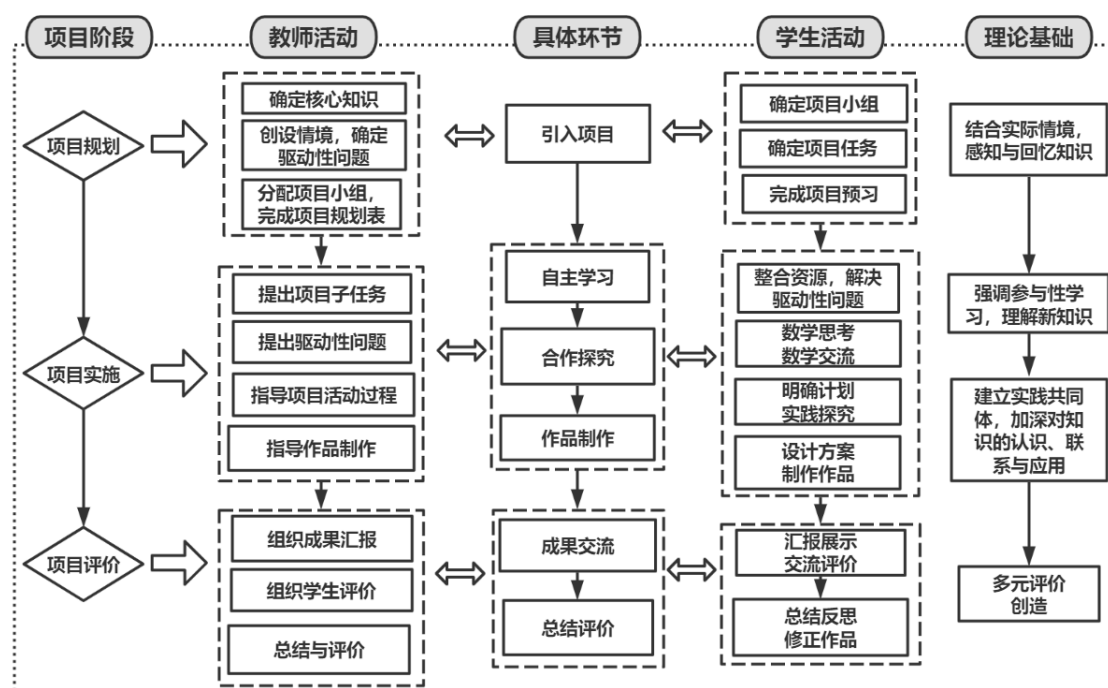 项目阶段
教师活动
具体环节
学生活动
理论基础
项目规划
确定核心知识
创设情境，确定
驱动性问题
分配项目小组，
完成项目规划表
引入项目
确定项目小组
确定项目任务
完成项目预习
结合实际情境，
感知与回忆知识
项目实施
提出项目子任务
提出驱动性问题
指导项目活动过程
指导作品制作
自主学习
合作探究
作品制作
整合资源，解决
驱动性问题
数学思考
数学交流
明确计划
实践探究
设计方案
制作作品
强调参与性学
习，理解新知识
建立实践共同
体，加深对知
识的认识、联
系与应用
项目评价
组织成果汇报
组织学生评价
总结与评价
成果交流
总结评价
汇报展示
交流评价
总结反思
修正作品
多元评价
创造